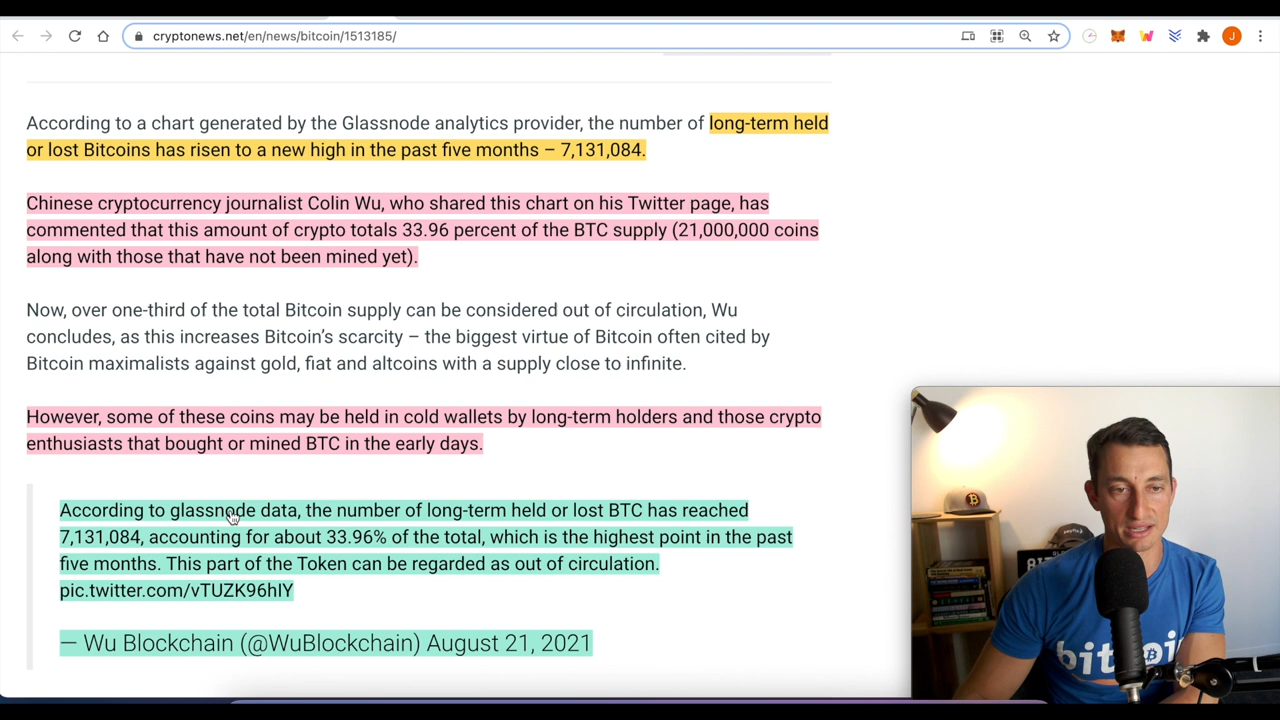 cryptonews.net/en/news/bitcoin/1513185/
J
According to a chart generated by the Glassnode analytics provider, the number of long-term held
or lost Bitcoins has risen to a new high in the past five months – 7,131,084.
Chinese cryptocurrency journalist Colin Wu, who shared this chart on his Twitter page, has
commented that this amount of crypto totals 33.96 percent of the BTC supply (21,000,000 coins
along with those that have not been mined yet).
Now, over one-third of the total Bitcoin supply can be considered out of circulation, Wu
concludes, as this increases Bitcoin’s scarcity – the biggest virtue of Bitcoin often cited by
Bitcoin maximalists against gold, fiat and altcoins with a supply close to infinite.
However, some of these coins may be held in cold wallets by long-term holders and those crypto
enthusiasts that bought or mined BTC in the early days.
According to glassnode data, the number of long-term held or lost BTC has reached
7,131,084, accounting for about 33.96% of the total, which is the highest point in the past
five months. This part of the Token can be regarded as out of circulation.
pic.twitter.com/vTUZK96hIY
— Wu Blockchain (@WuBlockchain) August 21, 2021
bitcoin